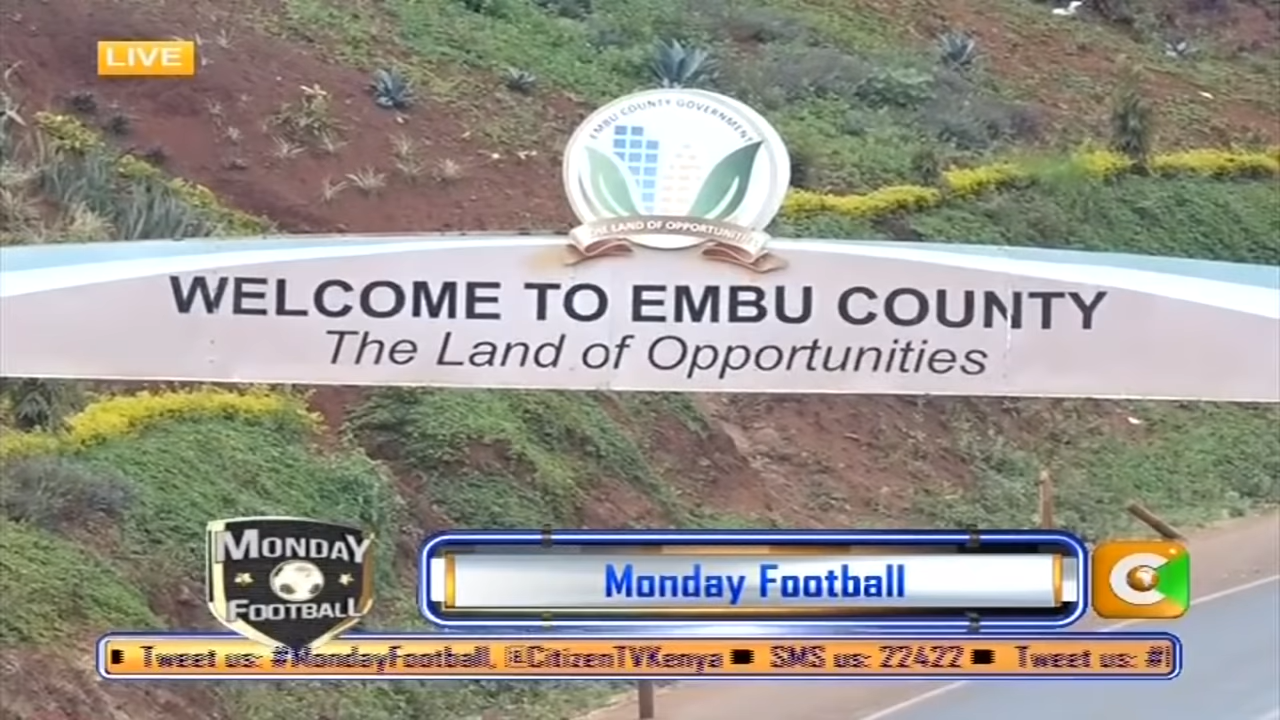 LIVE
EMBU COUNTY GOVERNMENT
THE LAND OF OPPORTUNITIES
WELCOME TO EMBU COUNTY
The Land of Opportunities
MONDAY
FOOTBALL
Monday Football
C
Tweet us: #MondayFootball, @CitizenTVKenya ■ SMS us: 22422 ■ Tweet us: #